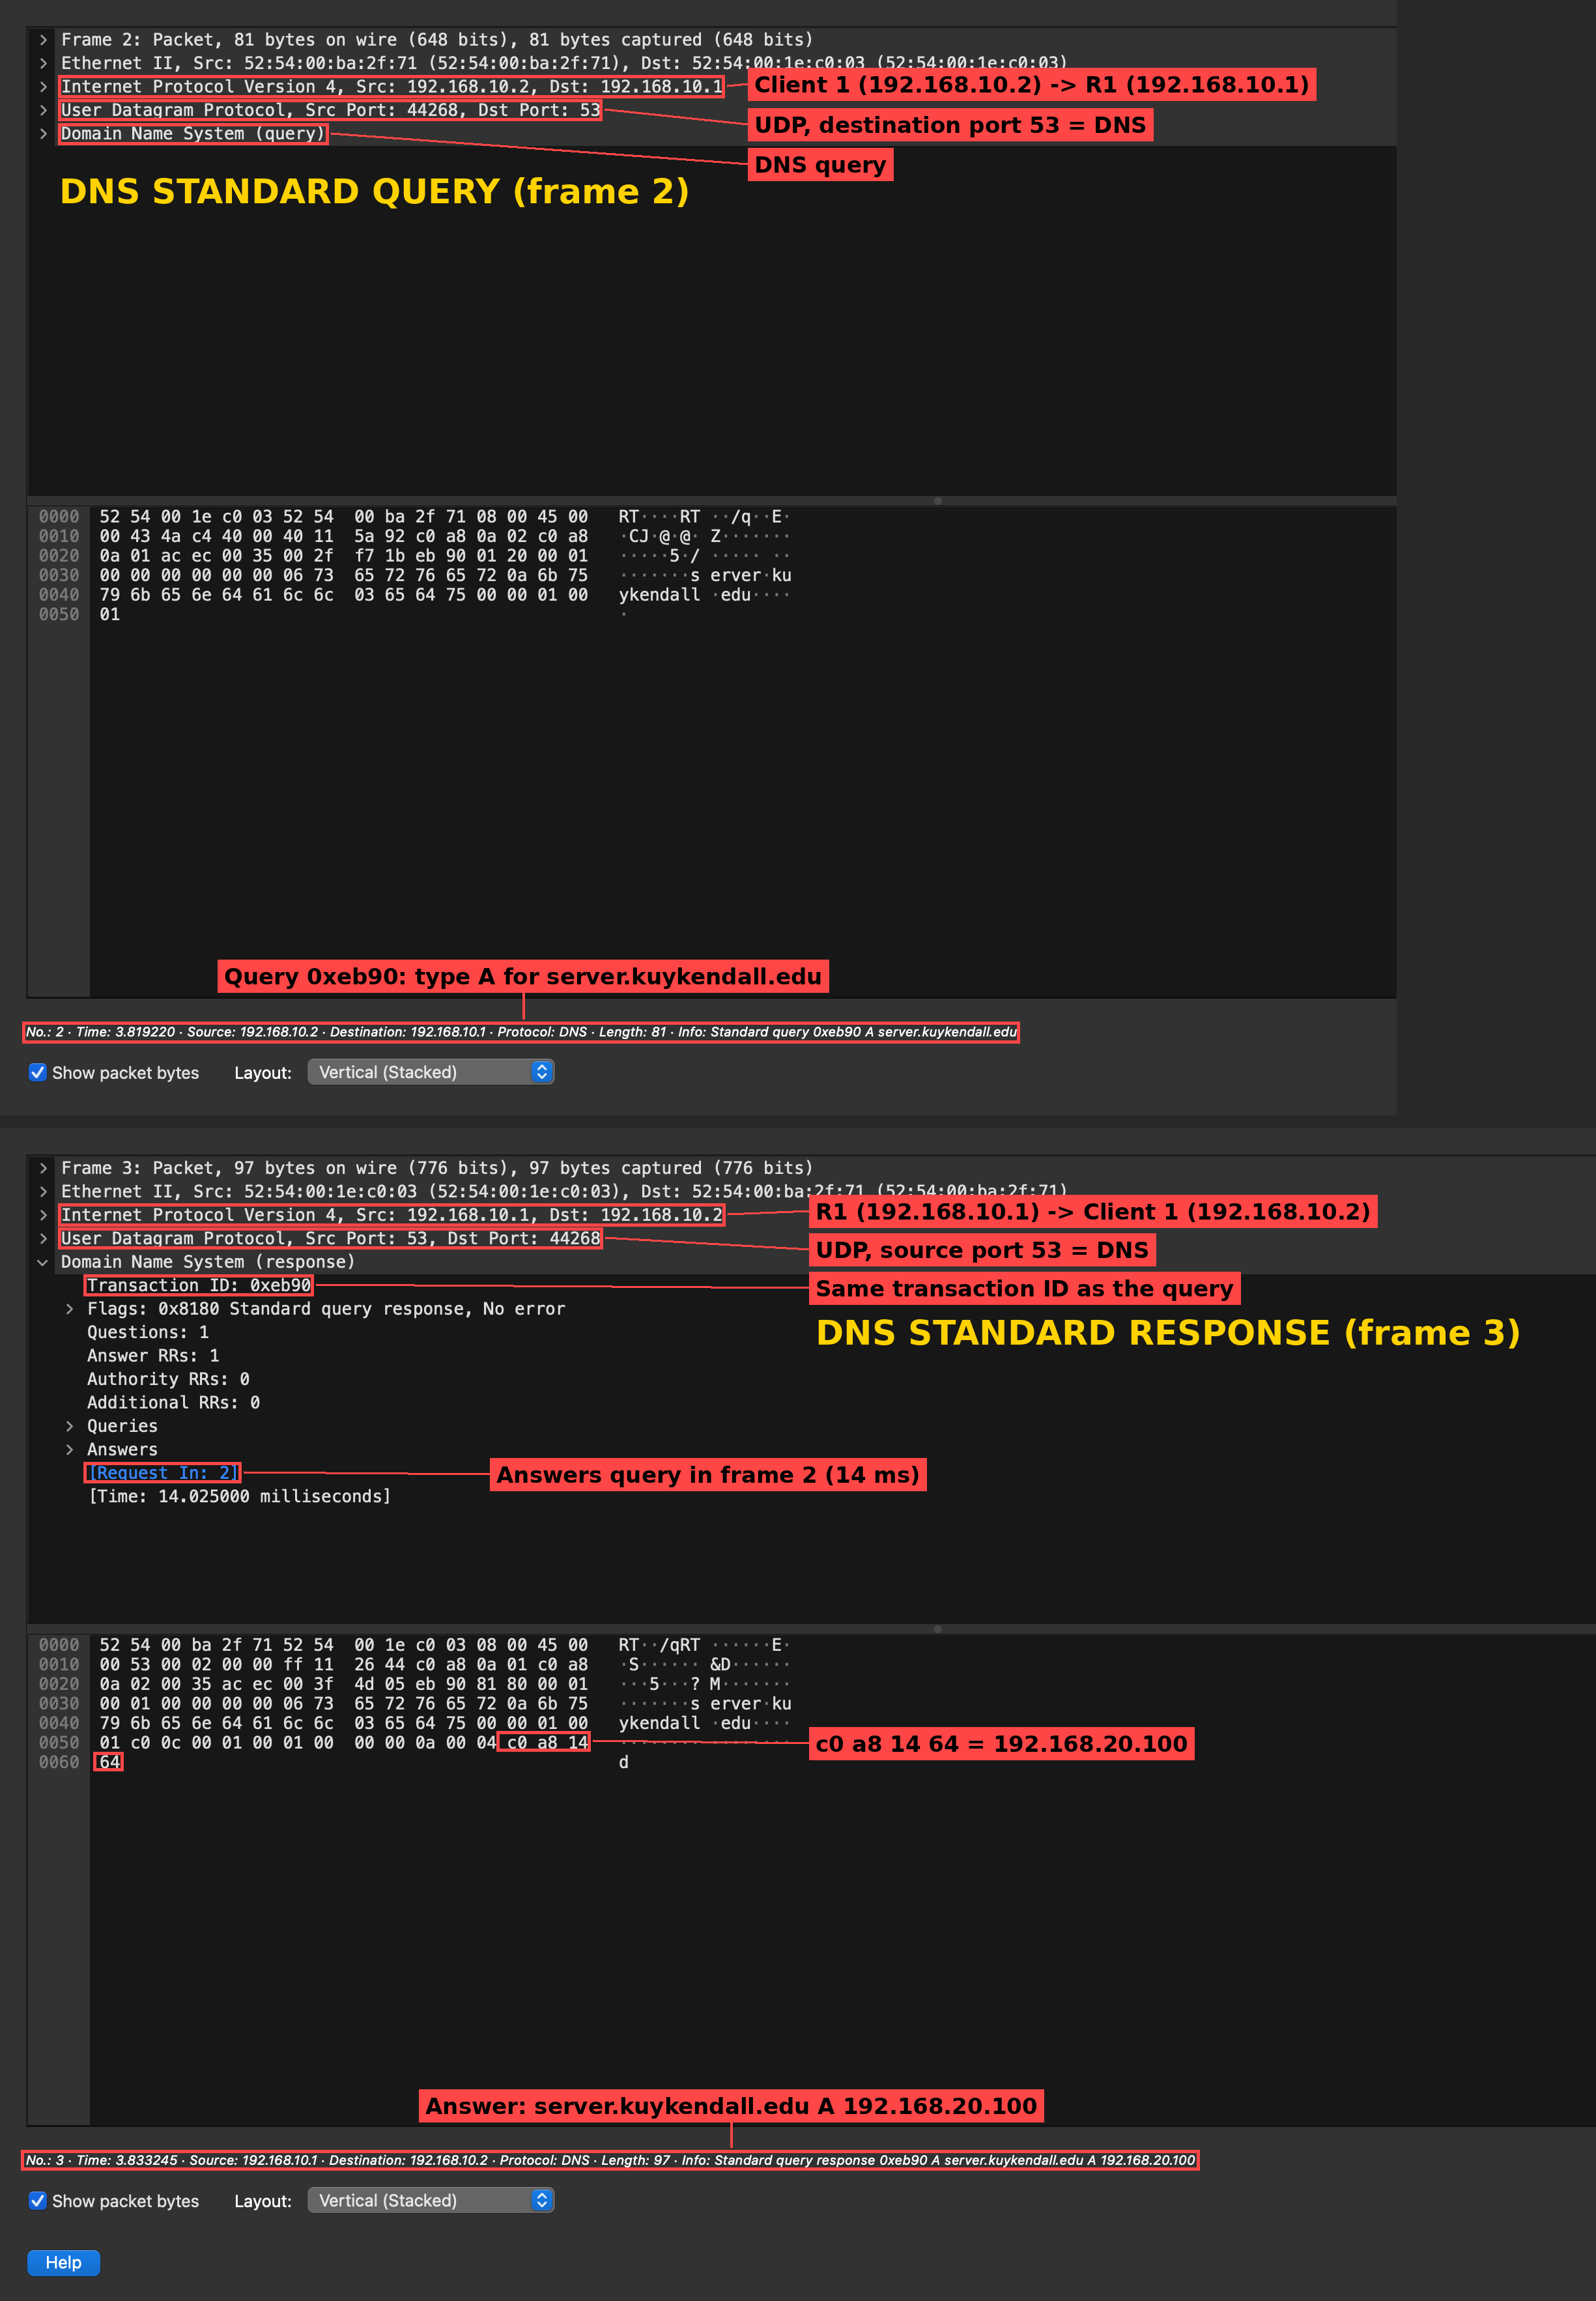 Frame 2: Packet, 81 bytes on wire (648 bits), 81 bytes captured (648 bits)
Ethernet II, Src: 52:54:00:ba:2f:71 (52:54:00:ba:2f:71), Dst: 52:54:00:1e:c0:03 (52:54:00:1e:c0:03)
Internet Protocol Version 4, Src: 192.168.10.2, Dst: 192.168.10.1
Client 1 (192.168.10.2) -> R1 (192.168.10.1)
User Datagram Protocol, Src Port: 44268, Dst Port: 53
UDP, destination port 53 = DNS
Domain Name System (query)
DNS query
DNS STANDARD QUERY (frame 2)
0000 52 54 00 1e c0 03 52 54 00 ba 2f 71 08 00 45 00 RT····RT ··/q··E·
0010 00 43 4a c4 40 00 40 11 5a 92 c0 a8 0a 02 c0 a8 ·CJ·@·@· Z·······
0020 0a 01 ac ec 00 35 00 2f f7 1b eb 90 01 20 00 01 ·····5·/ ····· ··
0030 00 00 00 00 00 00 06 73 65 72 76 65 72 0a 6b 75 ·······s erver·ku
0040 79 6b 65 6e 64 61 6c 6c 03 65 64 75 00 00 01 00 ykendall ·edu····
0050 01 ·
Query 0xeb90: type A for server.kuykendall.edu
No.: 2 · Time: 3.819220 · Source: 192.168.10.2 · Destination: 192.168.10.1 · Protocol: DNS · Length: 81 · Info: Standard query 0xeb90 A server.kuykendall.edu
Show packet bytes Layout: Vertical (Stacked)
Frame 3: Packet, 97 bytes on wire (776 bits), 97 bytes captured (776 bits)
Ethernet II, Src: 52:54:00:1e:c0:03 (52:54:00:1e:c0:03), Dst: 52:54:00:ba:2f:71 (52:54:00:ba:2f:71)
Internet Protocol Version 4, Src: 192.168.10.1, Dst: 192.168.10.2
R1 (192.168.10.1) -> Client 1 (192.168.10.2)
User Datagram Protocol, Src Port: 53, Dst Port: 44268
UDP, source port 53 = DNS
Domain Name System (response)
Transaction ID: 0xeb90
Same transaction ID as the query
Flags: 0x8180 Standard query response, No error
Questions: 1
DNS STANDARD RESPONSE (frame 3)
Answer RRs: 1
Authority RRs: 0
Additional RRs: 0
Queries
Answers
[Request In: 2]
Answers query in frame 2 (14 ms)
[Time: 14.025000 milliseconds]
0000 52 54 00 ba 2f 71 52 54 00 1e c0 03 08 00 45 00 RT··/qRT ······E·
0010 00 53 00 02 00 00 ff 11 26 44 c0 a8 0a 01 c0 a8 ·S······ &D······
0020 0a 02 00 35 ac ec 00 3f 4d 05 eb 90 81 80 00 01 ···5···? M·······
0030 00 01 00 00 00 00 06 73 65 72 76 65 72 0a 6b 75 ·······s erver·ku
0040 79 6b 65 6e 64 61 6c 6c 03 65 64 75 00 00 01 00 ykendall ·edu····
0050 01 c0 0c 00 01 00 01 00 00 00 0a 00 04 c0 a8 14 ········ ········
c0 a8 14 64 = 192.168.20.100
0060 64 d
Answer: server.kuykendall.edu A 192.168.20.100
No.: 3 · Time: 3.833245 · Source: 192.168.10.1 · Destination: 192.168.10.2 · Protocol: DNS · Length: 97 · Info: Standard query response 0xeb90 A server.kuykendall.edu A 192.168.20.100
Show packet bytes Layout: Vertical (Stacked)
Help